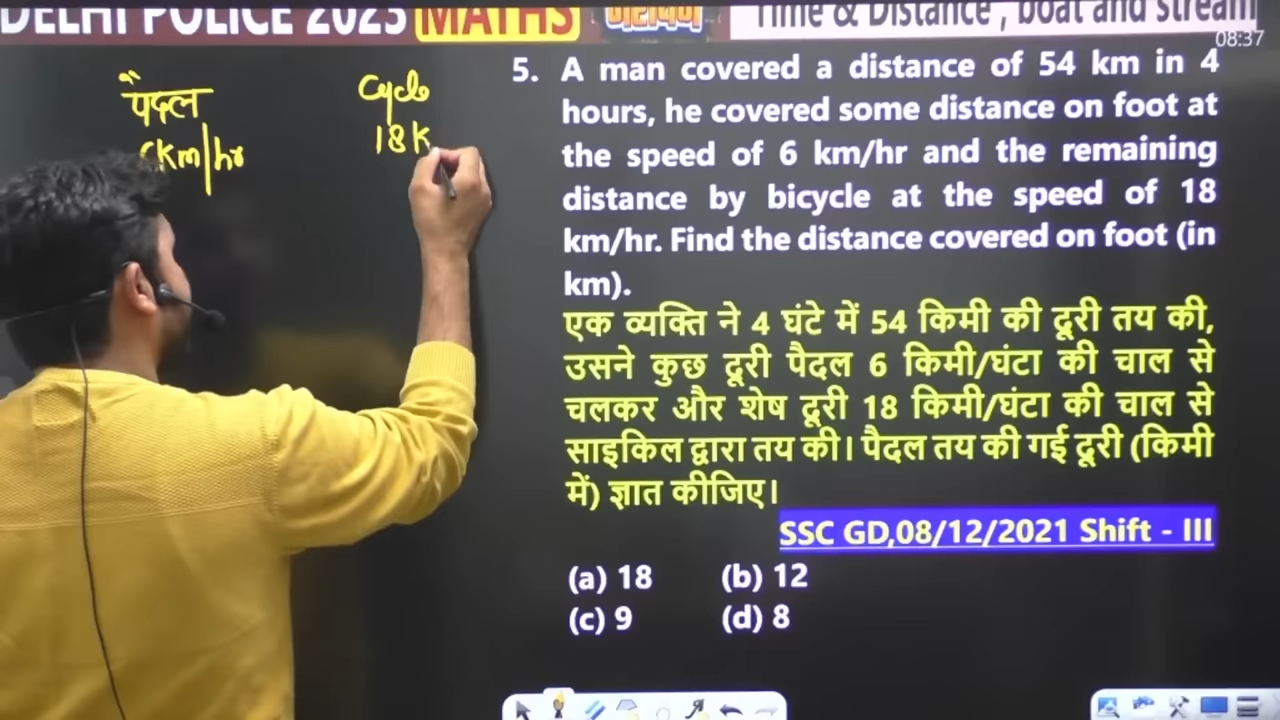 DELHI POLICE 2023 MATHS
Time & Distance , boat and stream
08:37
पैदल
Cycle
6Km/hr
18K
5. A man covered a distance of 54 km in 4
hours, he covered some distance on foot at
the speed of 6 km/hr and the remaining
distance by bicycle at the speed of 18
km/hr. Find the distance covered on foot (in
km).
एक व्यक्ति ने 4 घंटे में 54 किमी की दूरी तय की,
उसने कुछ दूरी पैदल 6 किमी/घंटा की चाल से
चलकर और शेष दूरी 18 किमी/घंटा की चाल से
साइकिल द्वारा तय की। पैदल तय की गई दूरी (किमी
में) ज्ञात कीजिए।
SSC GD,08/12/2021 Shift - III
(a) 18 (b) 12
(c) 9 (d) 8